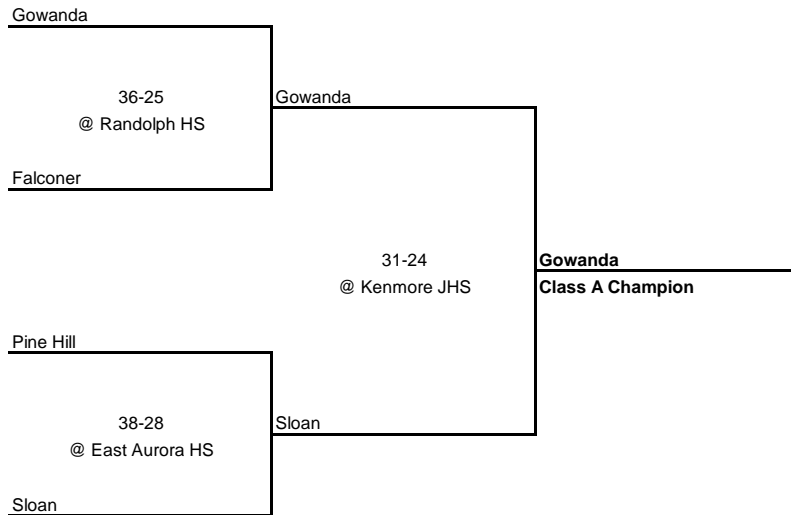 Gowanda
36-25
@ Randolph HS
Gowanda
Falconer
31-24
@ Kenmore JHS
Gowanda
Class A Champion
Pine Hill
38-28
@ East Aurora HS
Sloan
Sloan